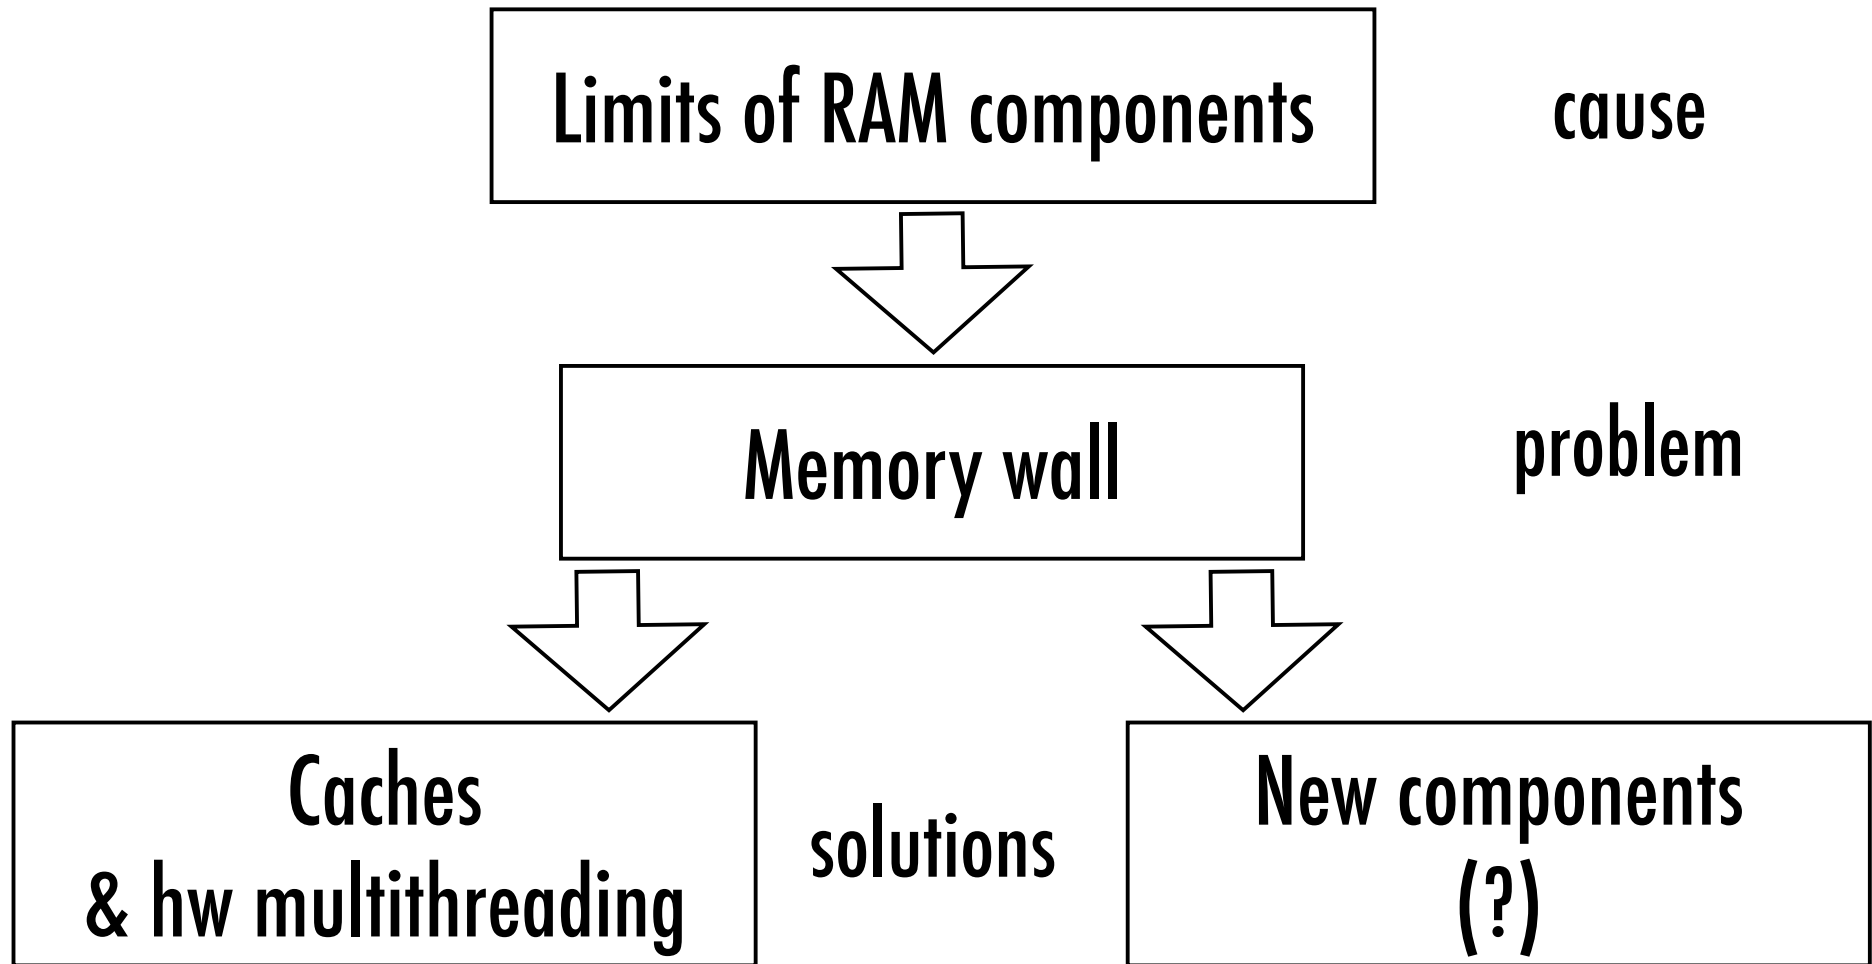 Limits of RAM components
cause
Memory wall
problem
Caches
& hw multithreading
solutions
New components
(?)